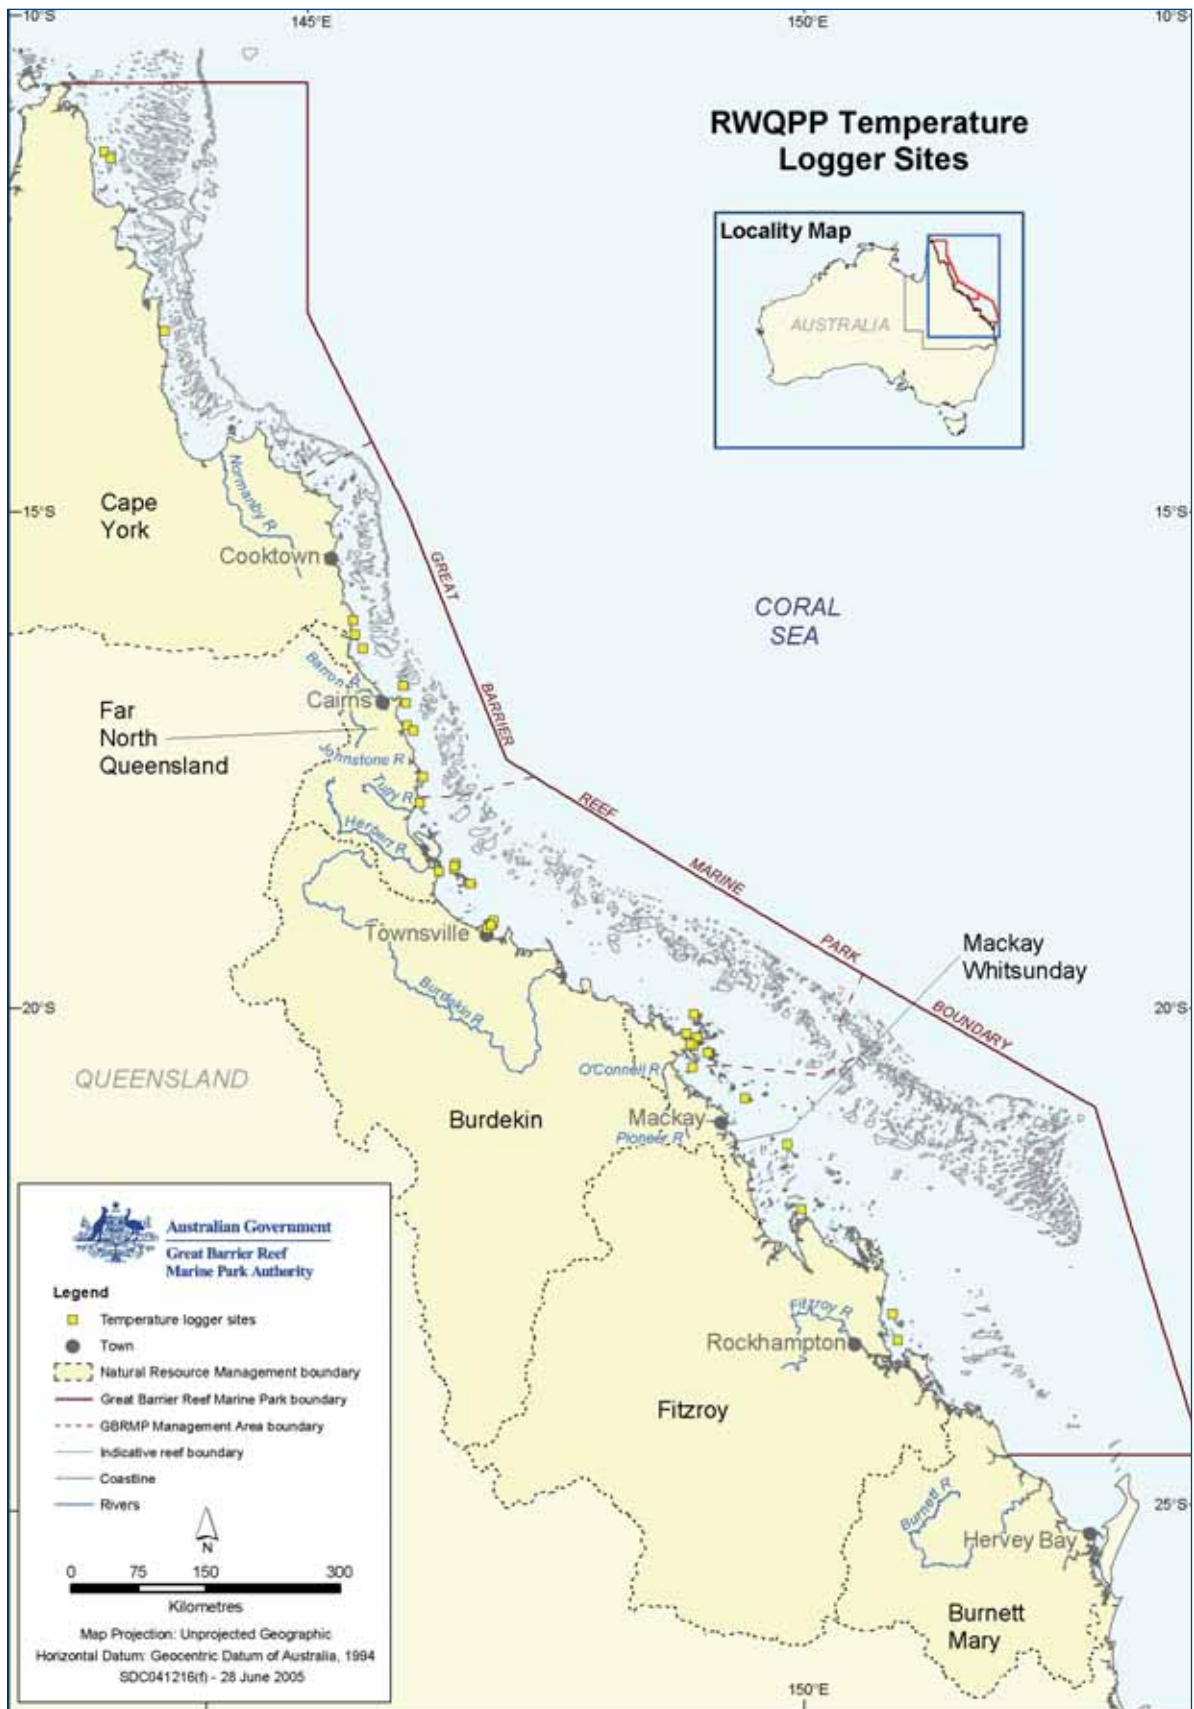 10°S
145°E
150°E
10°S
RWQPP Temperature
Logger Sites
Locality Map
AUSTRALIA
Normanby R
Cape
York
15°S
15°S
Cooktown
GREAT
CORAL
SEA
Barron R
Cairns
BARRIER
Far
North
Queensland
Johnstone R
Tully R
REEF
Herbert R
MARINE
Townsville
PARK
Mackay
Whitsunday
Burdekin R
BOUNDARY
20°S
20°S
O'Connell R
QUEENSLAND
Burdekin
Mackay
Pioneer R
Australian Government
Great Barrier Reef
Marine Park Authority
Legend
Temperature logger sites
Town
Natural Resource Management boundary
Great Barrier Reef Marine Park boundary
GBRMP Management Area boundary
Indicative reef boundary
Coastline
Rivers
N
0 75 150 300
Kilometres
Map Projection: Unprojected Geographic
Horizontal Datum: Geocentric Datum of Australia, 1994
SDC041216(f) - 28 June 2005
Fitzroy R
Rockhampton
Fitzroy
Burnett R
25°S
Hervey Bay
Burnett
Mary
150°E